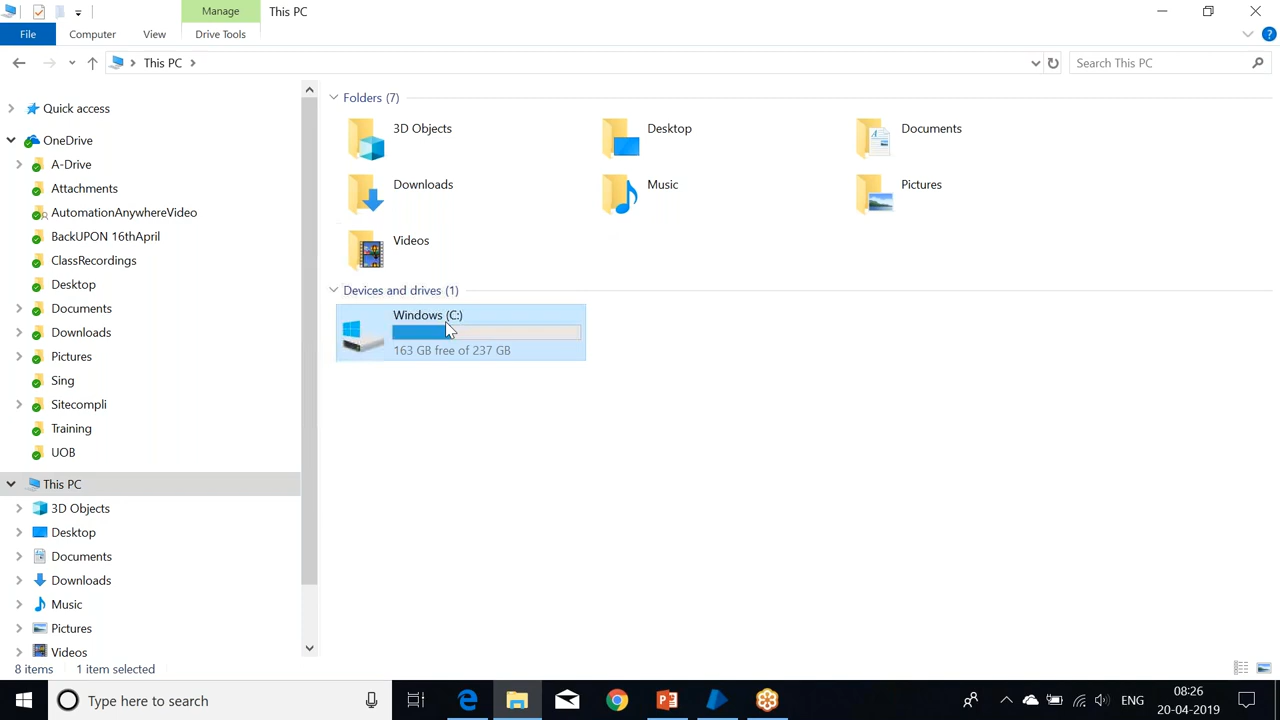 Manage
This PC
File
Computer
View
Drive Tools
This PC
Search This PC
Quick access
OneDrive
A-Drive
Attachments
AutomationAnywhereVideo
BackUPON 16thApril
ClassRecordings
Desktop
Documents
Downloads
Pictures
Sing
Sitecompli
Training
UOB
This PC
3D Objects
Desktop
Documents
Downloads
Music
Pictures
Videos
Folders (7)
3D Objects
Desktop
Documents
Downloads
Music
Pictures
Videos
Devices and drives (1)
Windows (C:)
163 GB free of 237 GB
8 items
1 item selected
Type here to search
ENG
08:26
20-04-2019